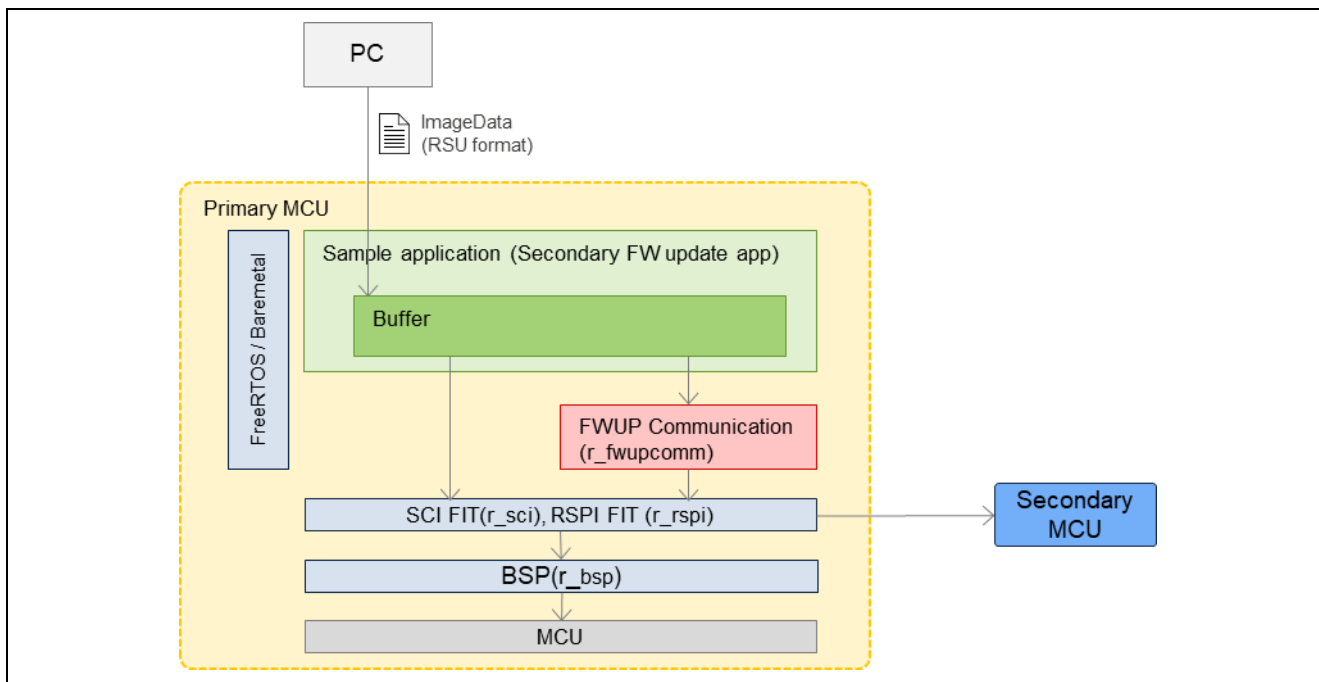 PC
ImageData
(RSU format)
Primary MCU
FreeRTOS / Baremetal
Sample application (Secondary FW update app)
Buffer
FWUP Communication
(r_fwupcomm)
SCI FIT(r_sci), RSPI FIT (r_rspi)
Secondary
MCU
BSP(r_bsp)
MCU